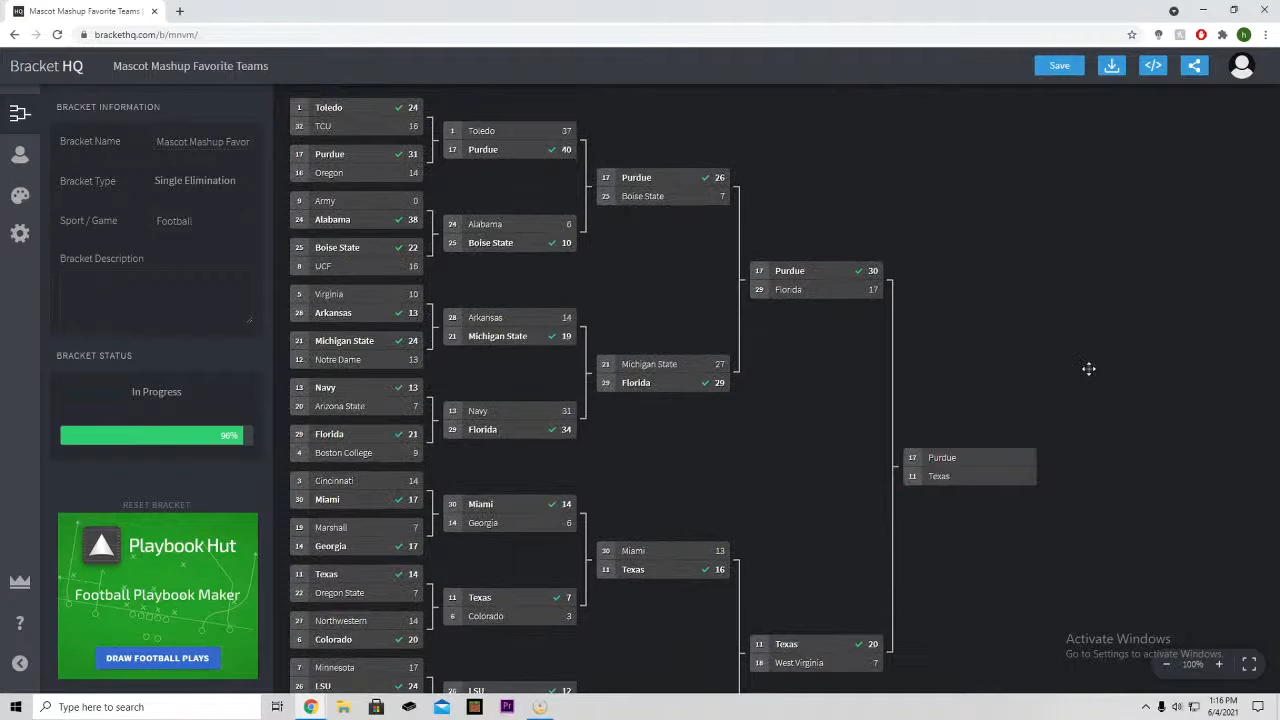 Mascot Mashup Favorite Teams
brackethq.com/b/mnvm/
h
Bracket HQ
Mascot Mashup Favorite Teams
Save
BRACKET INFORMATION
Bracket Name Mascot Mashup Favor
Bracket Type Single Elimination
Sport / Game Football
Bracket Description
BRACKET STATUS
In Progress
96%
RESET BRACKET
Playbook Hut
Football Playbook Maker
DRAW FOOTBALL PLAYS
1 Toledo 24
32 TCU 16
17 Purdue 31
16 Oregon 14
9 Army 0
24 Alabama 38
25 Boise State 22
8 UCF 16
5 Virginia 10
28 Arkansas 13
21 Michigan State 24
12 Notre Dame 13
13 Navy 13
20 Arizona State 7
29 Florida 21
4 Boston College 9
3 Cincinnati 14
30 Miami 17
19 Marshall 7
14 Georgia 17
11 Texas 14
22 Oregon State 7
27 Northwestern 14
6 Colorado 20
7 Minnesota 17
26 LSU 24
1 Toledo 37
17 Purdue 40
24 Alabama 6
25 Boise State 10
28 Arkansas 14
21 Michigan State 19
13 Navy 31
29 Florida 34
30 Miami 14
14 Georgia 6
11 Texas 7
6 Colorado 3
26 LSU 12
17 Purdue 26
25 Boise State 7
21 Michigan State 27
29 Florida 29
30 Miami 13
11 Texas 16
17 Purdue 30
29 Florida 17
11 Texas 20
18 West Virginia 7
17 Purdue
11 Texas
Activate Windows
Go to Settings to activate Windows.
100%
Type here to search
1:16 PM
6/4/2021